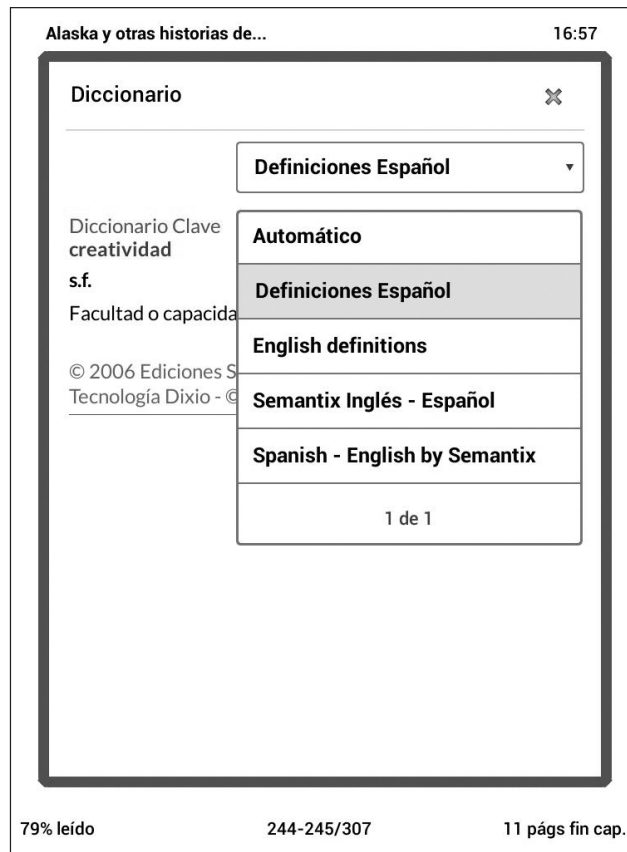 Alaska y otras historias de... 16:57
Diccionario
Definiciones Español
Diccionario Clave
creatividad
s.f.
Facultad o capacida
© 2006 Ediciones S
Tecnología Dixio - ©
Automático
Definiciones Español
English definitions
Semantix Inglés - Español
Spanish - English by Semantix
1 de 1
79% leído 244-245/307 11 págs fin cap.